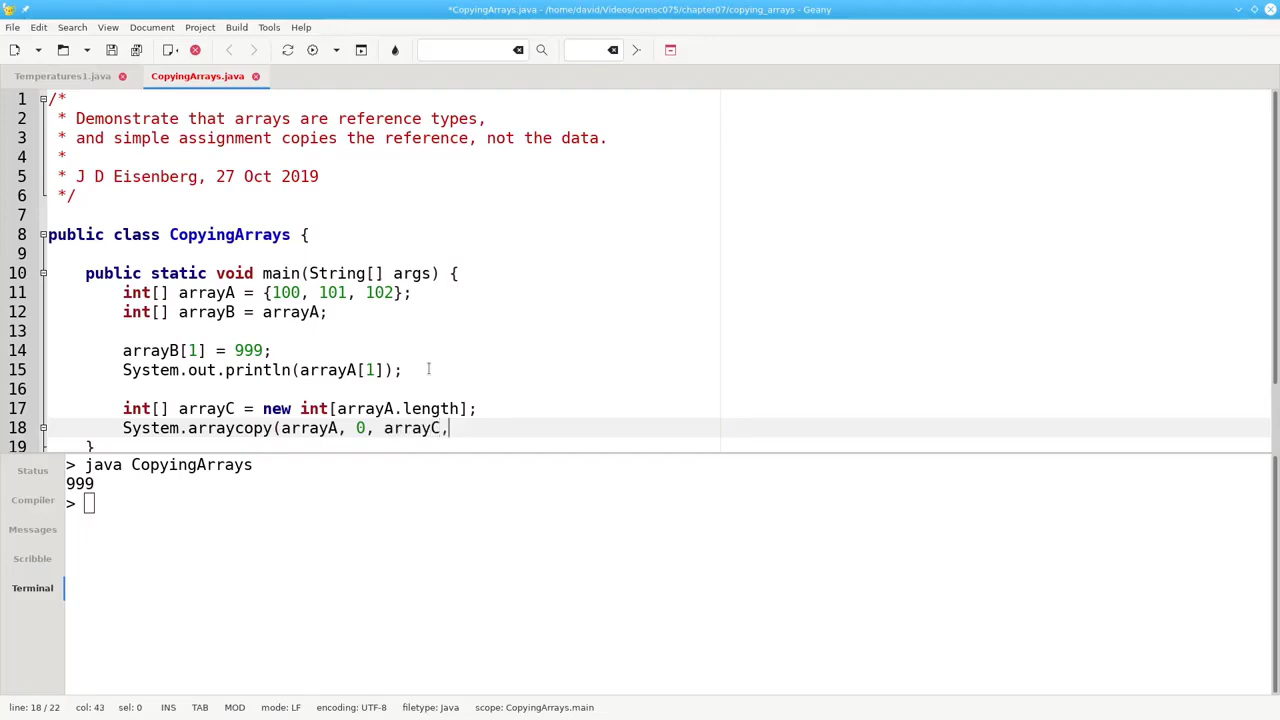 *CopyingArrays.java - /home/david/Videos/comsc075/chapter07/copying_arrays - Geany
File Edit Search View Document Project Build Tools Help
Temperatures1.java CopyingArrays.java
1 /*
2  * Demonstrate that arrays are reference types,
3  * and simple assignment copies the reference, not the data.
4  *
5  * J D Eisenberg, 27 Oct 2019
6  */
7
8 public class CopyingArrays {
9
10     public static void main(String[] args) {
11         int[] arrayA = {100, 101, 102};
12         int[] arrayB = arrayA;
13
14         arrayB[1] = 999;
15         System.out.println(arrayA[1]);
16
17         int[] arrayC = new int[arrayA.length];
18         System.arraycopy(arrayA, 0, arrayC,
19     }
Status
Compiler
Messages
Scribble
Terminal
> java CopyingArrays
999
>
line: 18 / 22 col: 43 sel: 0 INS TAB MOD mode: LF encoding: UTF-8 filetype: Java scope: CopyingArrays.main